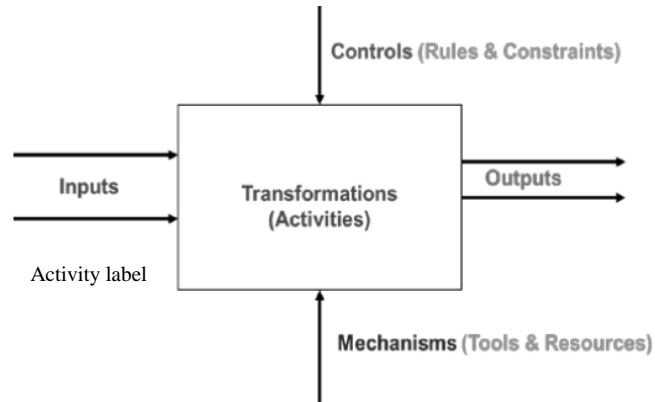 Controls (Rules & Constraints)
Inputs
Transformations
(Activities)
Outputs
Activity label
Mechanisms (Tools & Resources)